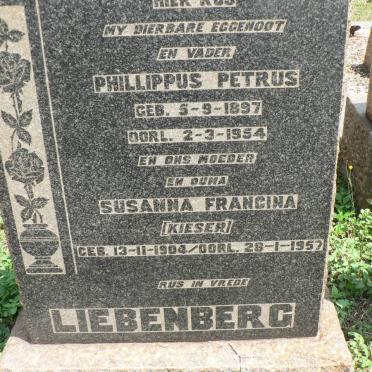 HIER RUS
MY DIERBARE EGGENOOT
EN VADER
PHILLIPPUS PETRUS
GEB. 5-9-1897
OORL. 2-3-1954
EN ONS MOEDER
EN OUMA
SUSANNA FRANCINA
(KIESER)
GEB. 13-11-1904/OORL. 28-1-1957
RUS IN VREDE
LIEBENBERG